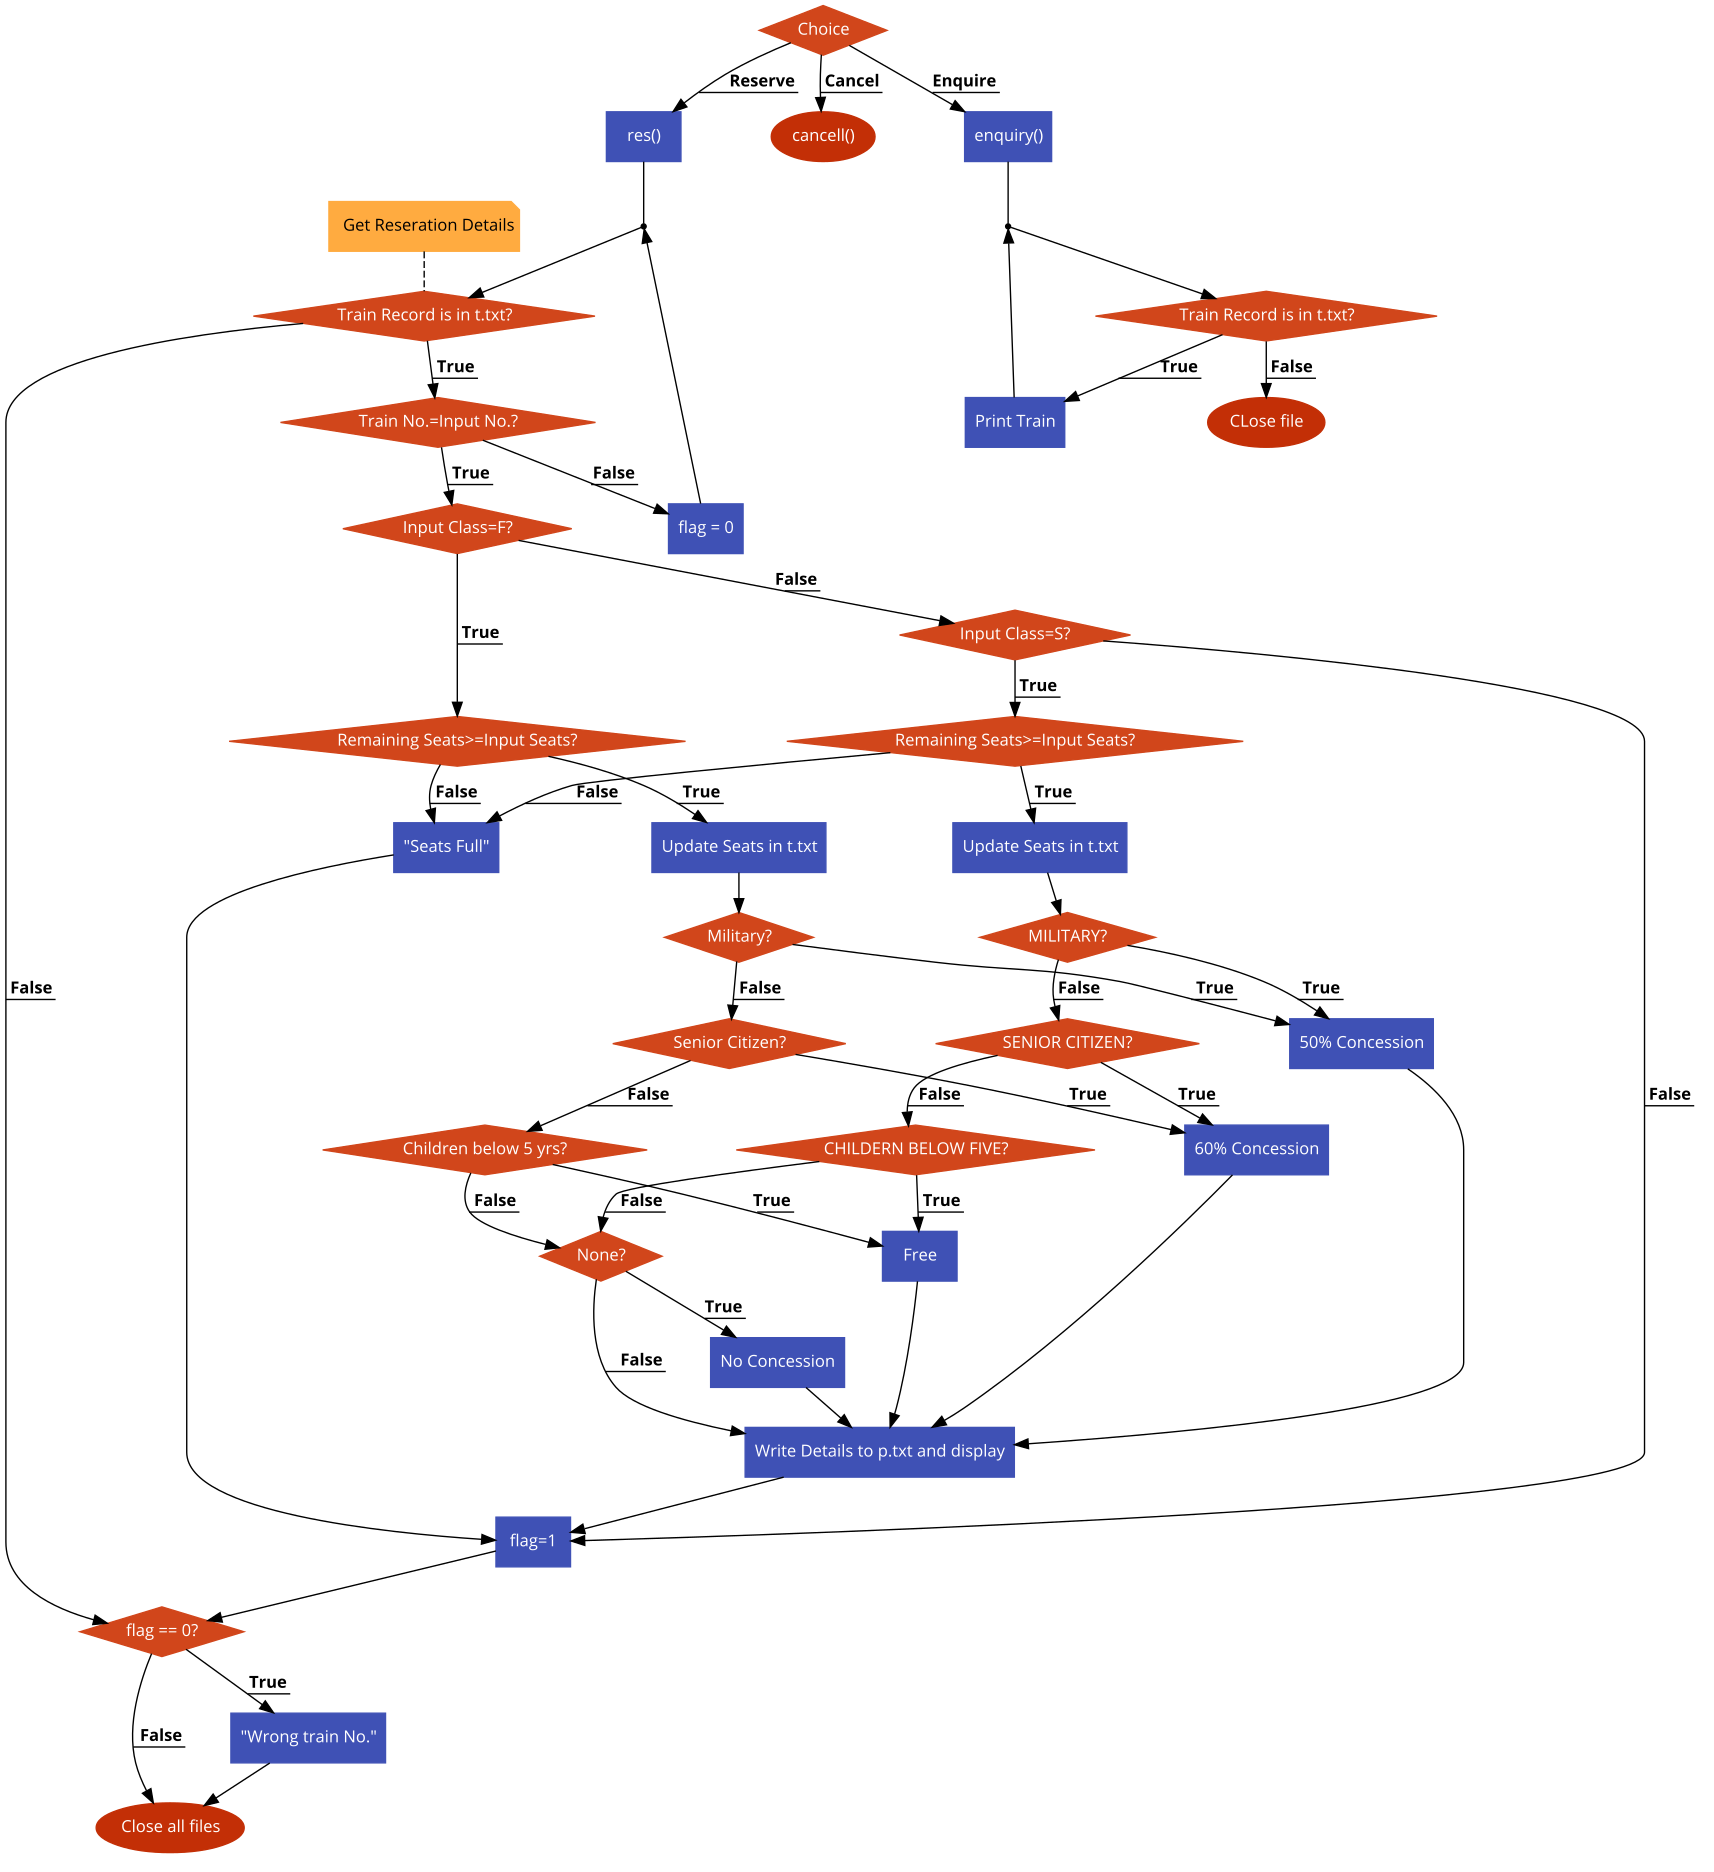 Choice
Reserve
Cancel
Enquire
res()
cancell()
enquiry()
Get Reseration Details
Train Record is in t.txt?
Train Record is in t.txt?
True
True
False
Train No.=Input No.?
Print Train
CLose file
True
False
Input Class=F?
flag = 0
False
True
Input Class=S?
True
Remaining Seats>=Input Seats?
Remaining Seats>=Input Seats?
False
False
True
True
"Seats Full"
Update Seats in t.txt
Update Seats in t.txt
Military?
MILITARY?
False
False
False
True
True
Senior Citizen?
SENIOR CITIZEN?
50% Concession
False
False
True
True
False
Children below 5 yrs?
CHILDERN BELOW FIVE?
60% Concession
False
False
True
True
None?
Free
True
False
No Concession
Write Details to p.txt and display
flag=1
flag == 0?
True
False
"Wrong train No."
Close all files